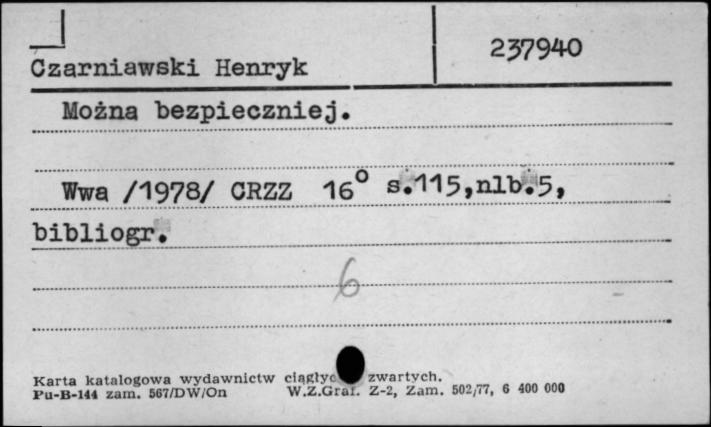 237940
Czarniawski Henryk
Można bezpieczniej.
Wwa /1978/ CRZZ 16° s.115,nlb.5,
bibliogr.
6
Karta katalogowa wydawnictw zwartych.
Pu-B-144 zam. 567/DW/On W.Z.Graf. Z-2, Zam. 502/77, 6 400 000